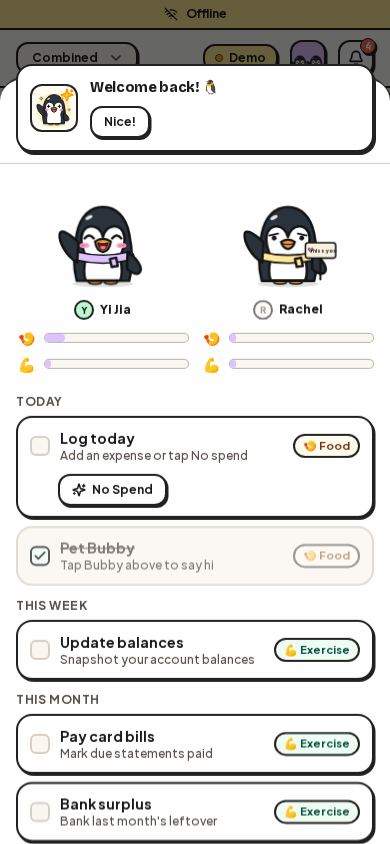 Offline
Combined
Demo
4
Welcome back! 🐧
Nice!
Y Yi Jia
R Rachel
TODAY
Log today
Add an expense or tap No spend
🍤 Food
No Spend
Pet Bubby
Tap Bubby above to say hi
🍤 Food
THIS WEEK
Update balances
Snapshot your account balances
💪 Exercise
THIS MONTH
Pay card bills
Mark due statements paid
💪 Exercise
Bank surplus
Bank last month's leftover
💪 Exercise